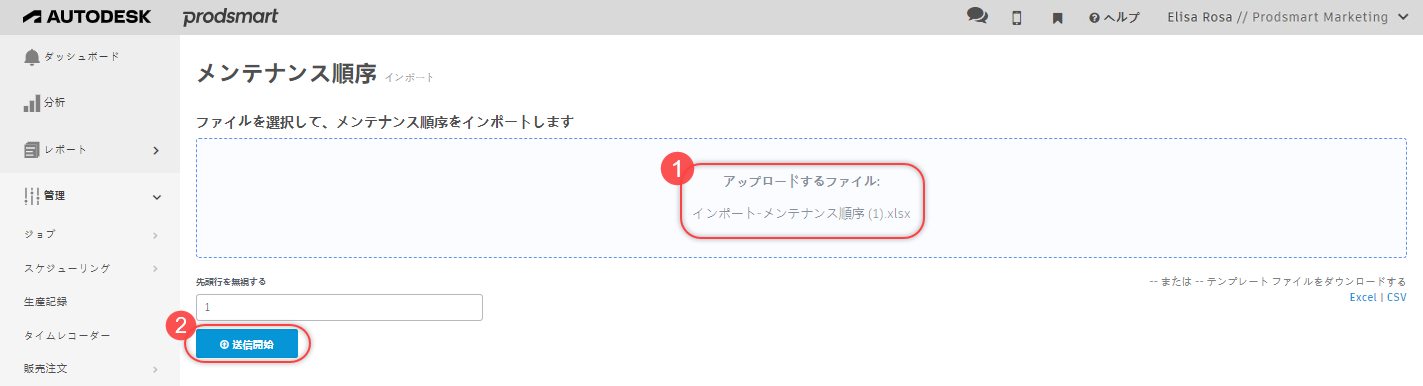 AUTODESK prodsmart
ヘルプ Elisa Rosa // Prodsmart Marketing
ダッシュボード
分析
レポート
管理
ジョブ
スケジューリング
生産記録
タイムレコーダー
販売注文
メンテナンス順序 インポート
ファイルを選択して、メンテナンス順序をインポートします
1
アップロードするファイル:
インポート-メンテナンス順序 (1).xlsx
先頭行を無視する
1
-- または -- テンプレート ファイルをダウンロードする
Excel | CSV
2
送信開始